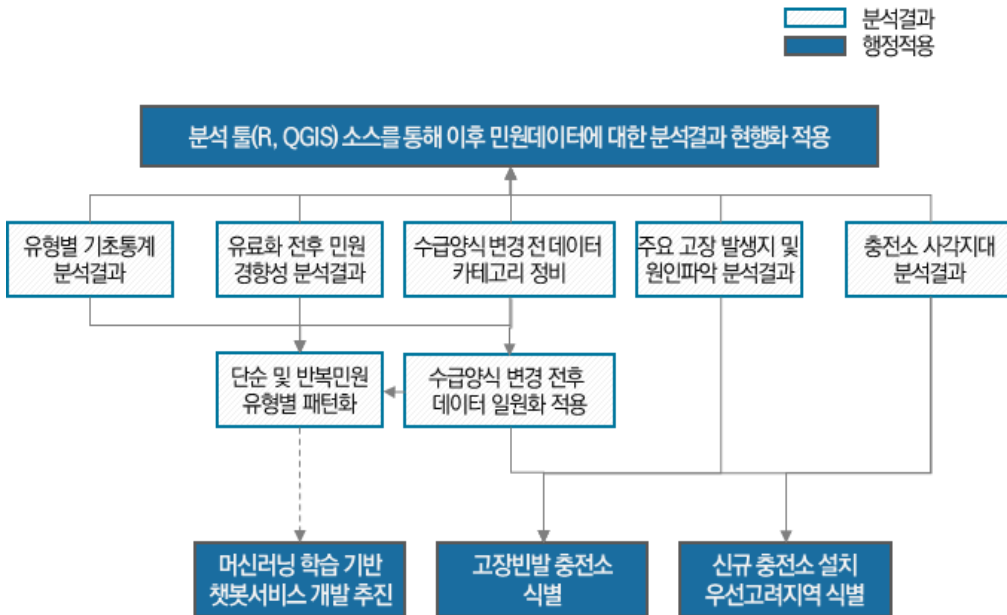 분석결과
행정적용
분석 툴(R, QGIS) 소스를 통해 이후 민원데이터에 대한 분석결과 현행화 적용
유형별 기초통계
분석결과
유료화 전후 민원
경향성 분석결과
수급양식 변경 전 데이터
카테고리 정비
주요 고장 발생지 및
원인파악 분석결과
충전소 사각지대
분석결과
단순 및 반복민원
유형별 패턴화
수급양식 변경 전후
데이터 일원화 적용
머신러닝 학습 기반
챗봇서비스 개발 추진
고장빈발 충전소
식별
신규 충전소 설치
우선고려지역 식별